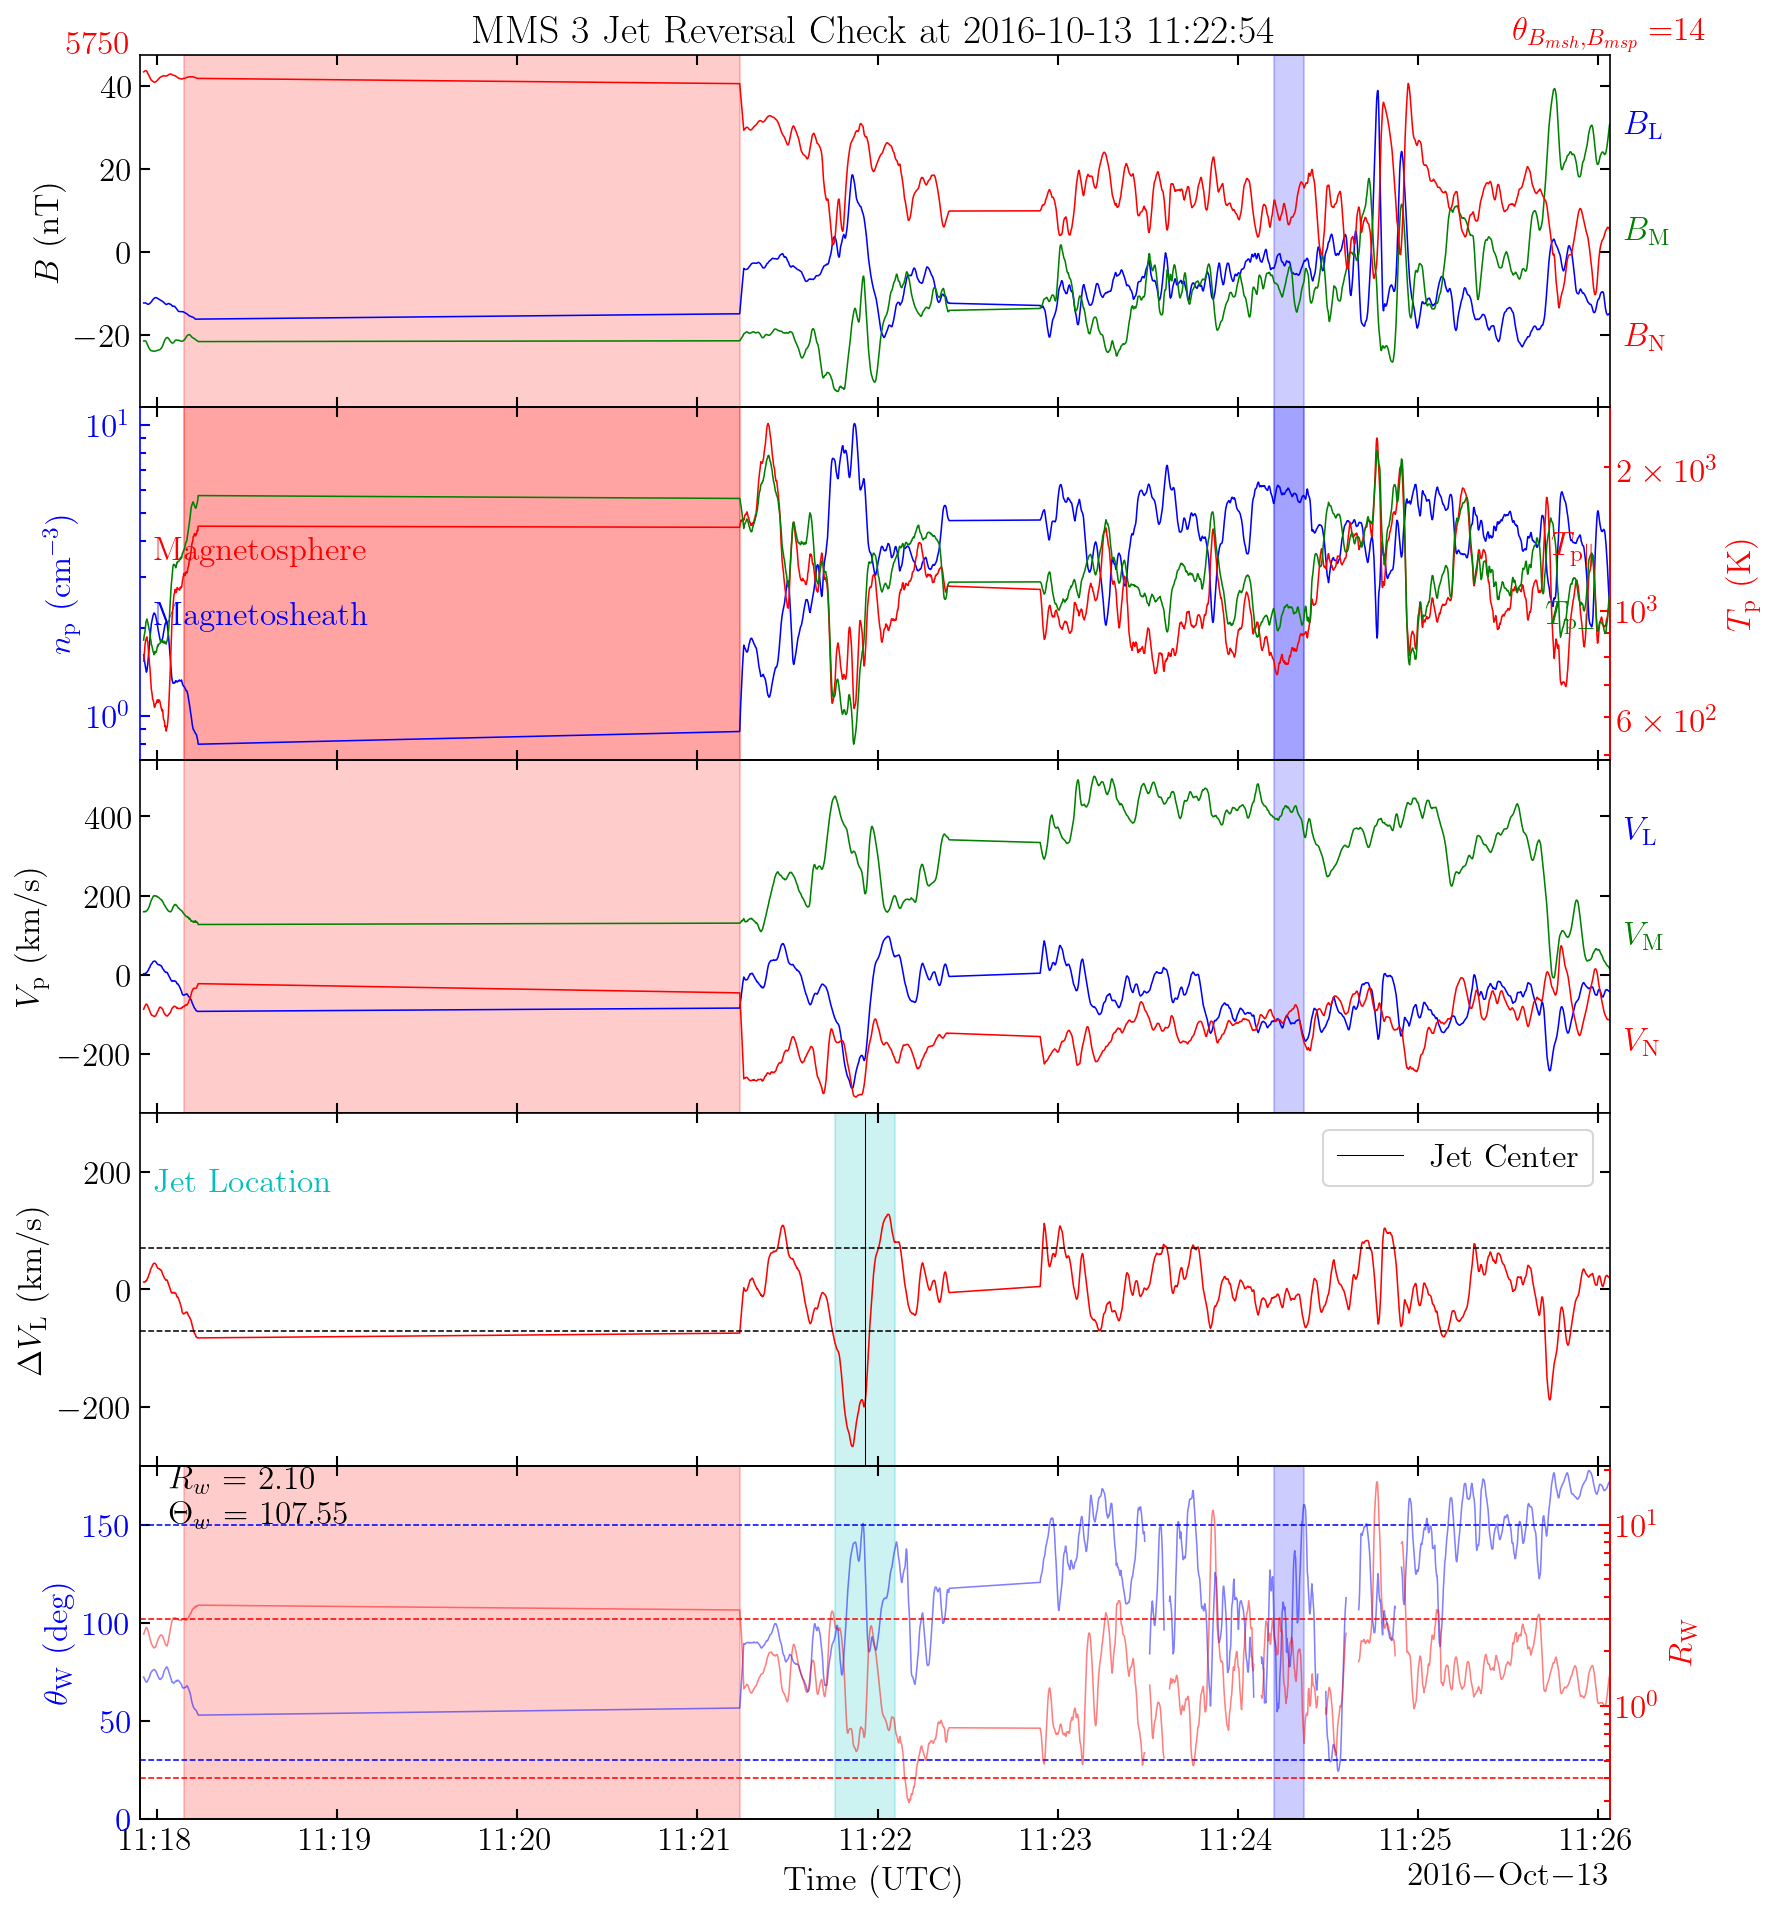 MMS 3 Jet Reversal Check at 2016-10-13 11:22:54
5750
θ_{B_{msh},B_{msp}} =14
40
20
0
−20
B (nT)
B_L
B_M
B_N
10^1
10^0
n_p (cm^{−3})
Magnetosphere
Magnetosheath
T_{p∥}
T_{p⊥}
2 × 10^3
10^3
6 × 10^2
T_p (K)
400
200
0
−200
V_p (km/s)
V_L
V_M
V_N
200
0
−200
ΔV_L (km/s)
Jet Location
Jet Center
R_w = 2.10
Θ_w = 107.55
150
100
50
0
θ_W (deg)
10^1
10^0
R_W
11:18 11:19 11:20 11:21 11:22 11:23 11:24 11:25 11:26
Time (UTC)
2016−Oct−13